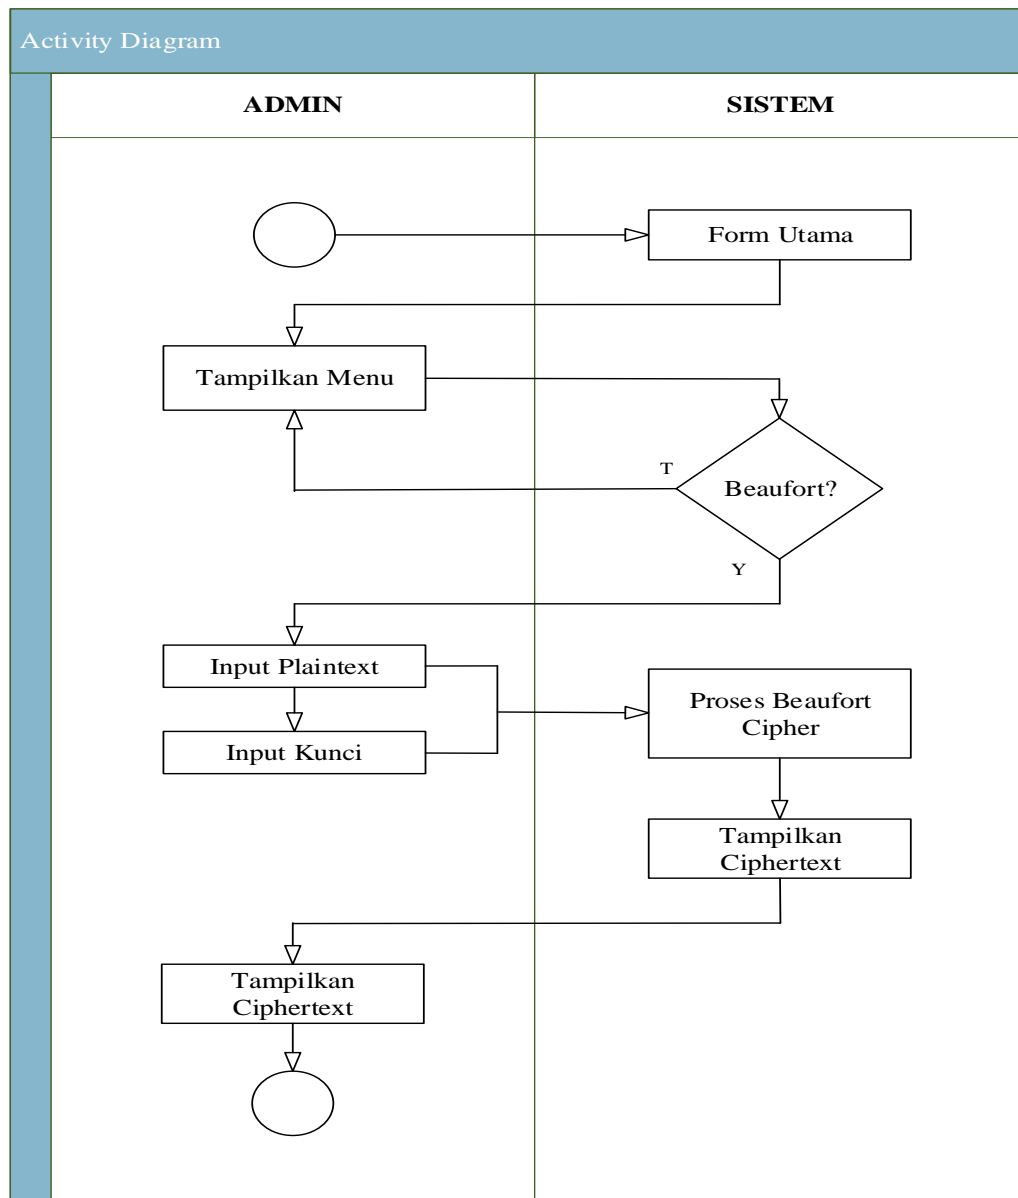 Activity Diagram
ADMIN
SISTEM
Form Utama
Tampilkan Menu
T
Beaufort?
Y
Input Plaintext
Proses Beaufort
Cipher
Input Kunci
Tampilkan
Ciphertext
Tampilkan
Ciphertext